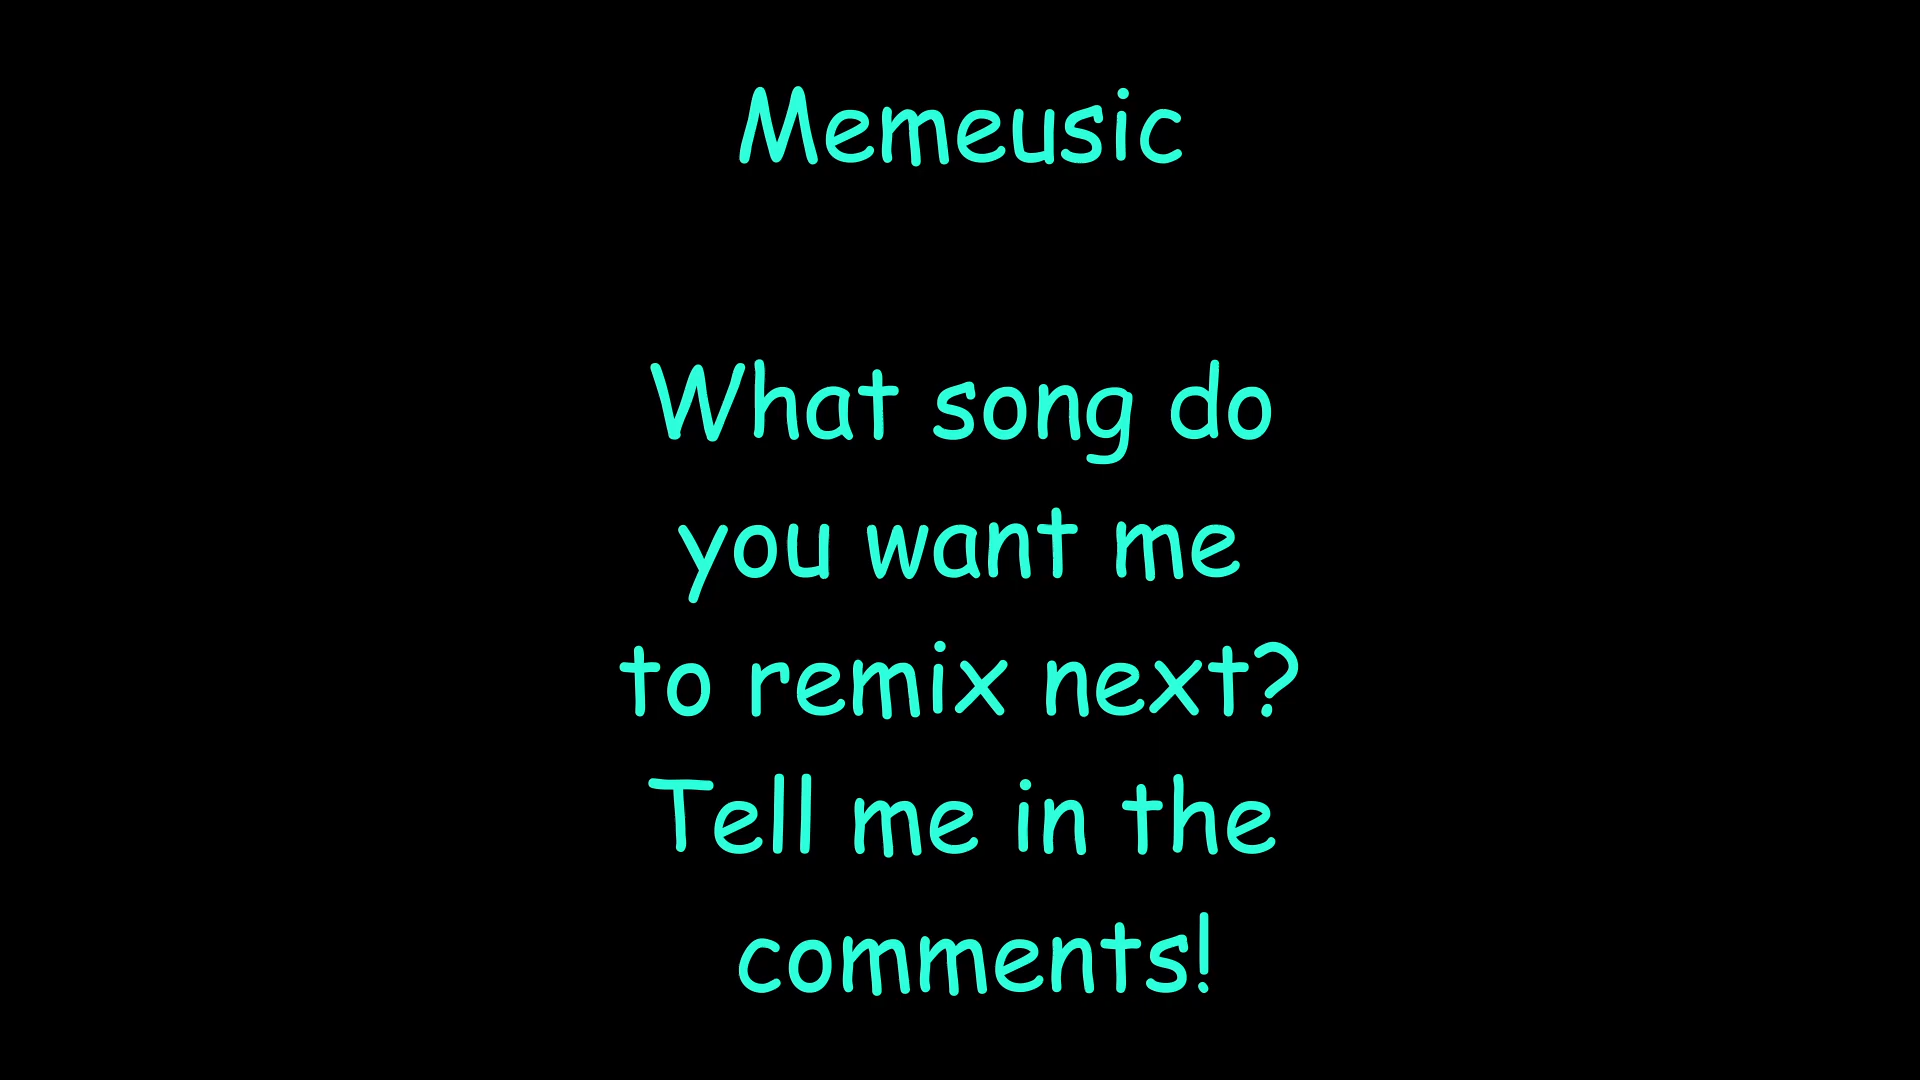 Memeusic
What song do
you want me
to remix next?
Tell me in the
comments!